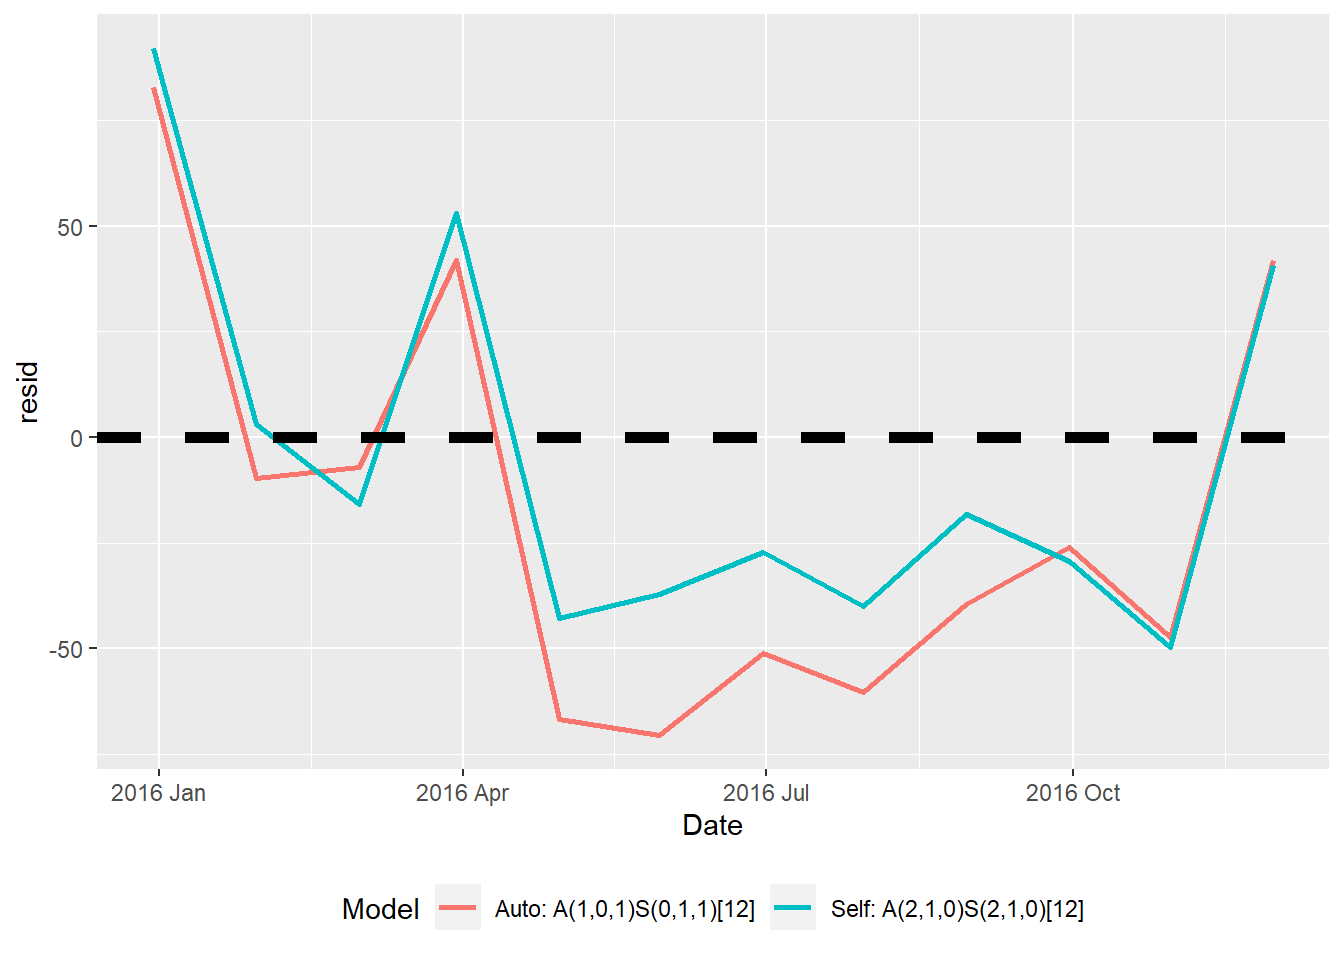 50
0
-50
resid
2016 Jan 2016 Apr 2016 Jul 2016 Oct
Date
Model Auto: A(1,0,1)S(0,1,1)[12] Self: A(2,1,0)S(2,1,0)[12]